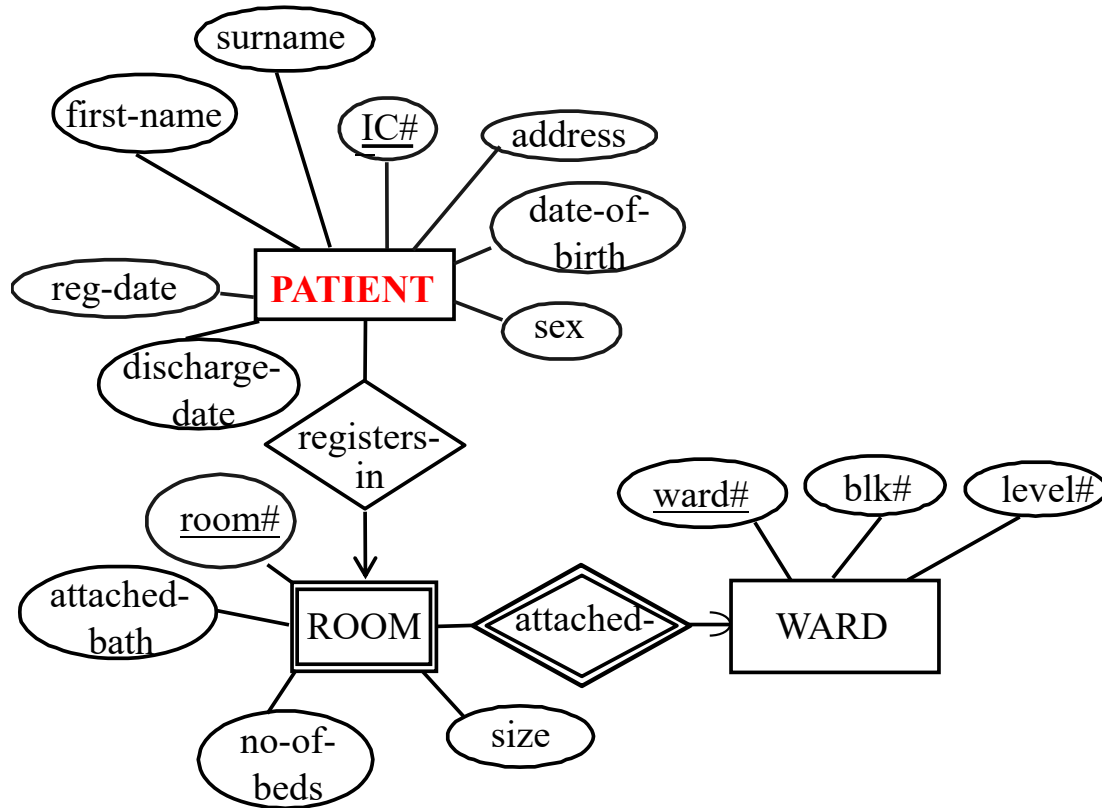 surname
first-name
IC#
address
date-of-
birth
reg-date
PATIENT
sex
discharge-
date
registers-
in
ward#
blk#
level#
room#
attached-
bath
ROOM
attached-
WARD
no-of-
beds
size